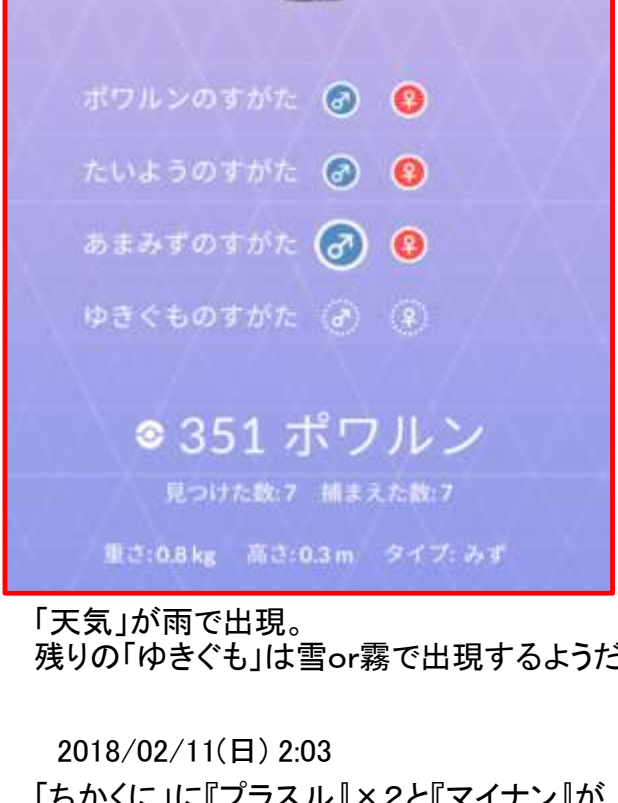 ポワルンのすがた
たいようのすがた
あまみずのすがた
ゆきぐものすがた
351 ポワルン
見つけた数:7 捕まえた数:7
重さ:0.8kg 高さ:0.3m タイプ: みず
「天気」が雨で出現。
残りの「ゆきぐも」は雪or霧で出現するようだ
2018/02/11(日) 2:03
「ちかくに」に『プラスル』×2と『マイナン』が